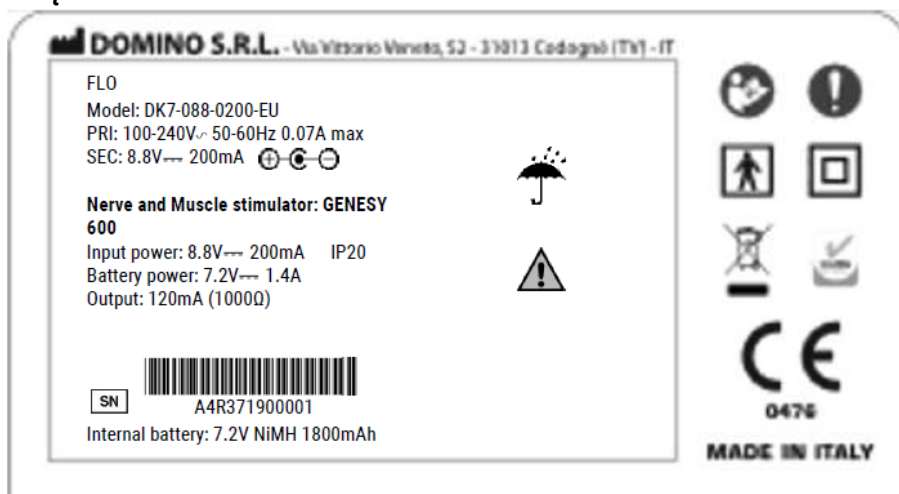 DOMINO S.R.L. - Via Vittorio Veneto, 52 - 31013 Codognè (TV) - IT
FLO
Model: DK7-088-0200-EU
PRI: 100-240V~ 50-60Hz 0.07A max
SEC: 8.8V⎓ 200mA
Nerve and Muscle stimulator: GENESY
600
Input power: 8.8V⎓ 200mA IP20
Battery power: 7.2V⎓ 1.4A
Output: 120mA (1000Ω)
SN
A4R371900001
Internal battery: 7.2V NiMH 1800mAh
CE
0476
MADE IN ITALY